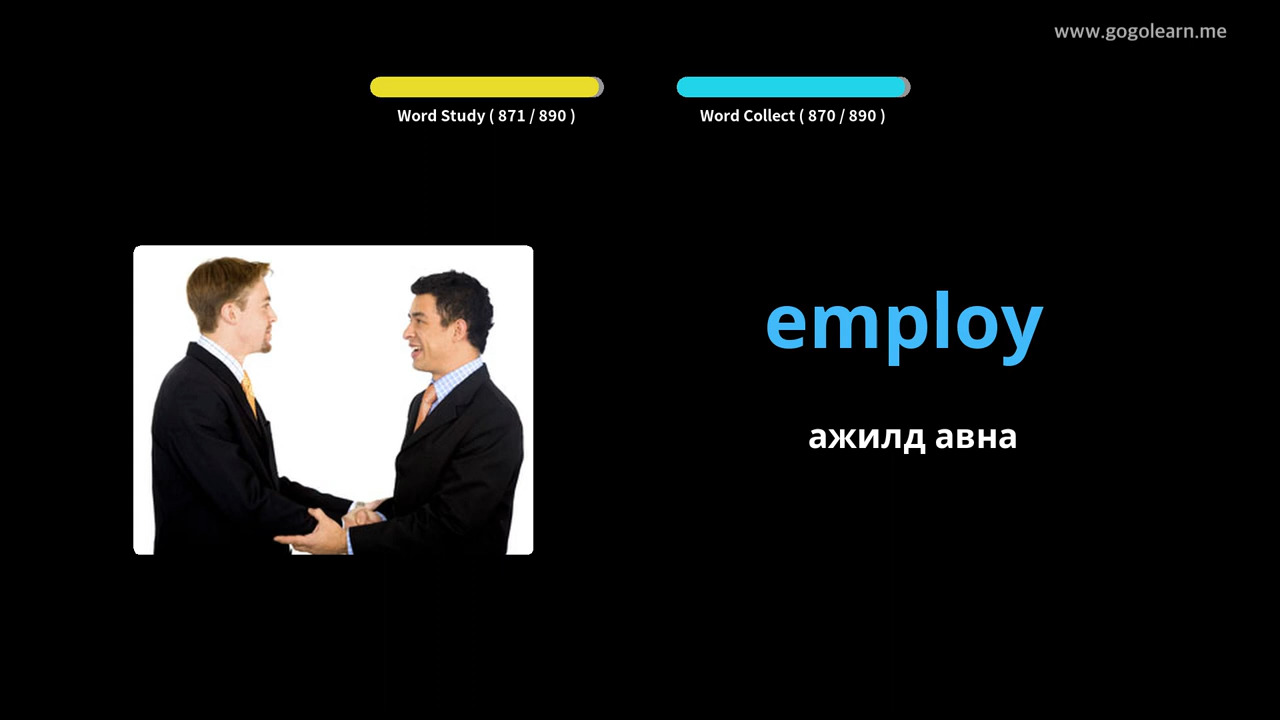 www.gogolearn.me
Word Study ( 871 / 890 )
Word Collect ( 870 / 890 )
employ
ажилд авна